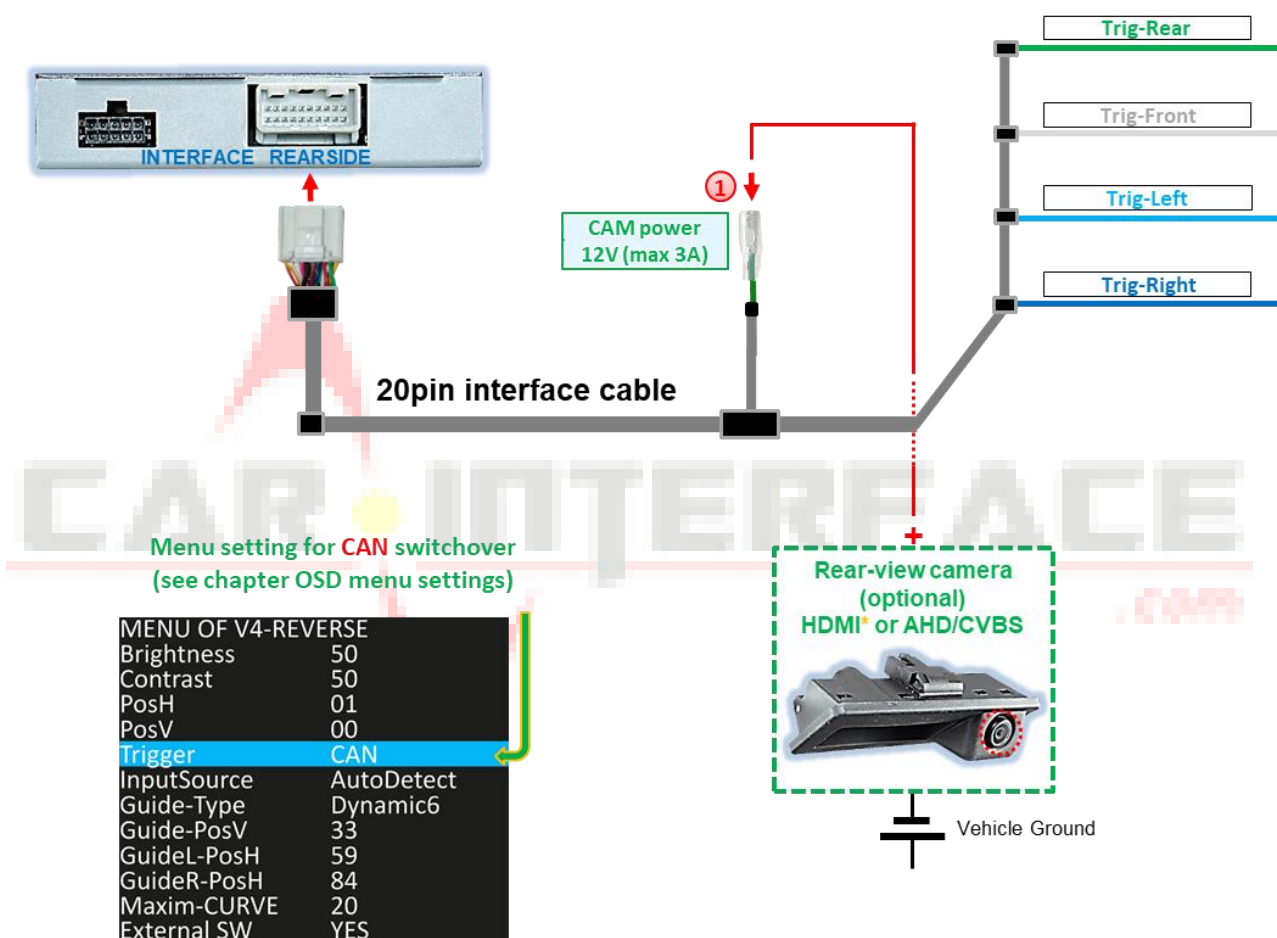 Trig-Rear
Trig-Front
Trig-Left
Trig-Right
INTERFACE REARSIDE
1
CAM power
12V (max 3A)
20pin interface cable
CAR INTERFACE
.com
Menu setting for CAN switchover
(see chapter OSD menu settings)
MENU OF V4-REVERSE
Brightness 50
Contrast 50
PosH 01
PosV 00
Trigger CAN
InputSource AutoDetect
Guide-Type Dynamic6
Guide-PosV 33
GuideL-PosH 59
GuideR-PosH 84
Maxim-CURVE 20
External SW YES
+
Rear-view camera
(optional)
HDMI* or AHD/CVBS
Vehicle Ground